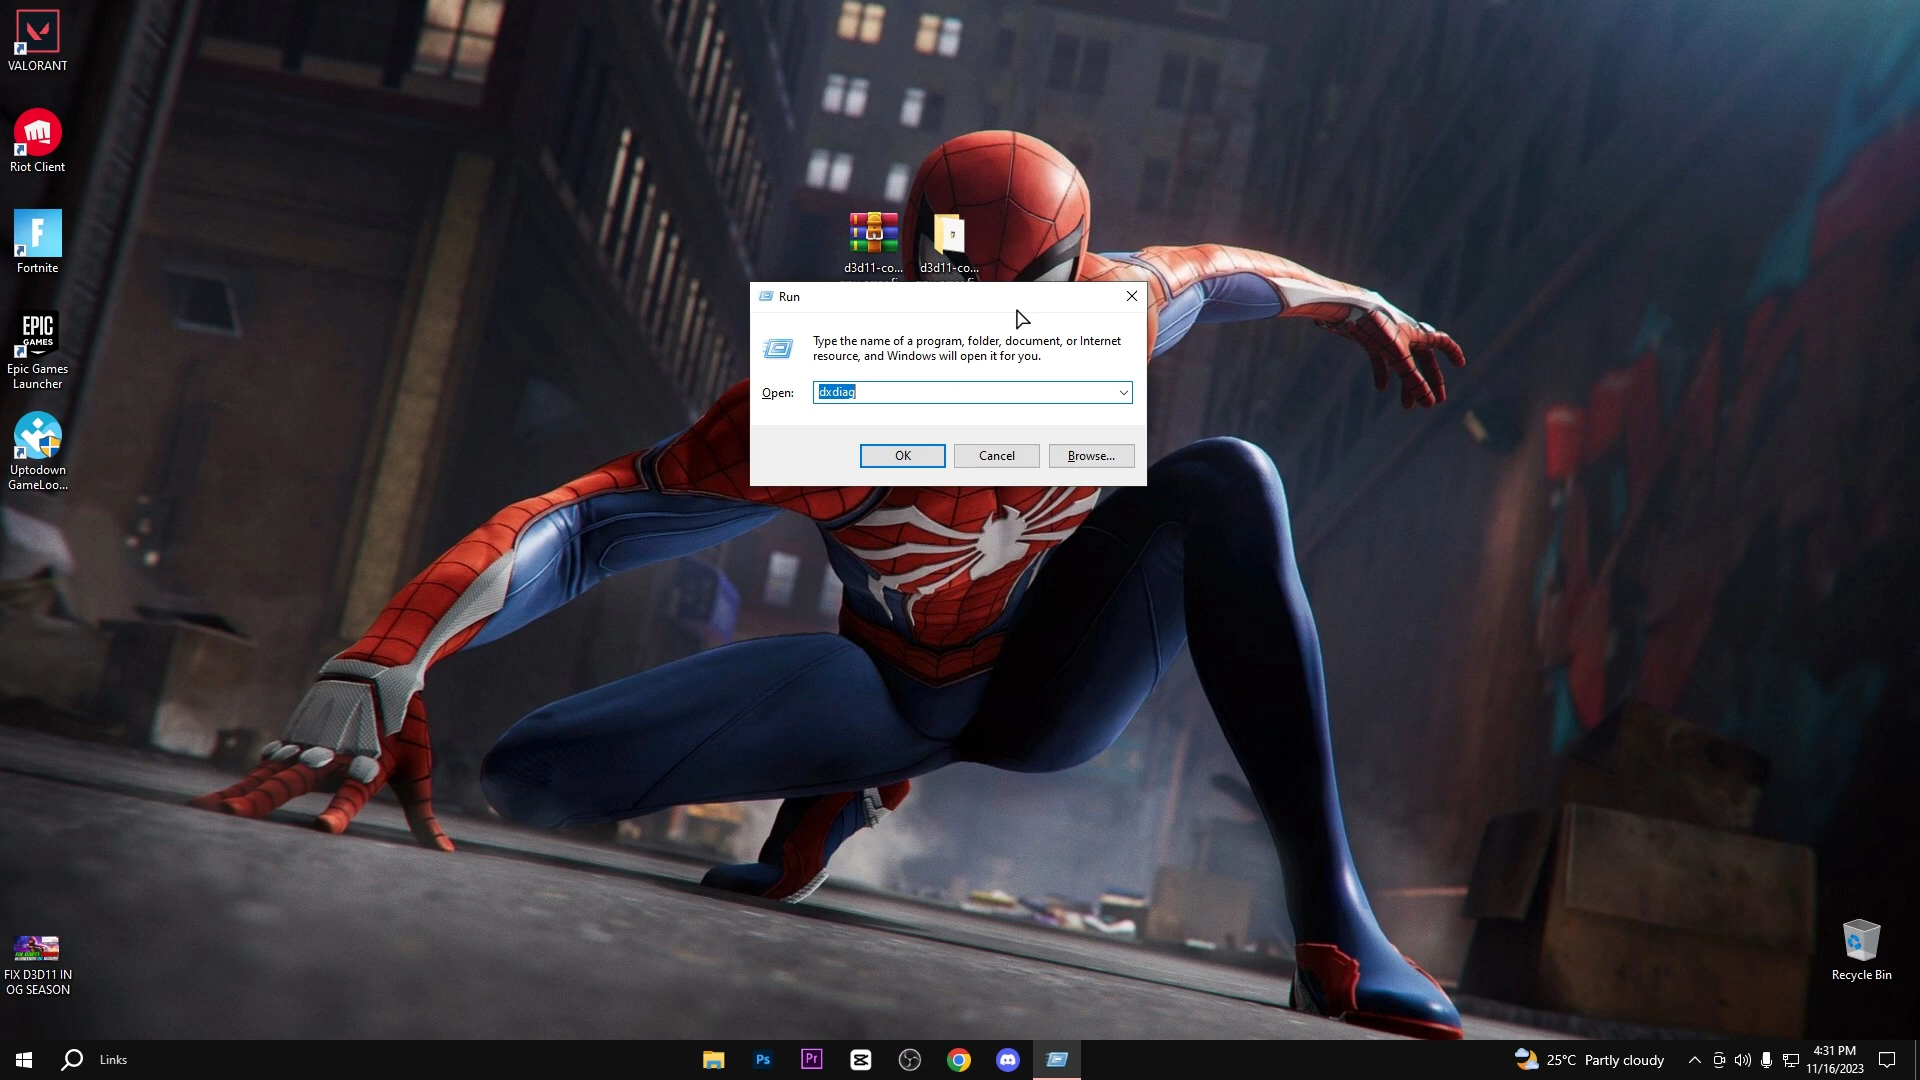 VALORANT
Riot Client
Fortnite
EPIC
GAMES
Epic Games
Launcher
Uptodown
GameLoo...
d3d11-co...
d3d11-co...
Run
Type the name of a program, folder, document, or Internet
resource, and Windows will open it for you.
Open:
dxdiag
OK
Cancel
Browse...
FIX D3D11 IN
OG SEASON
Recycle Bin
Links
Ps
Pr
25°C Partly cloudy
4:31 PM
11/16/2023